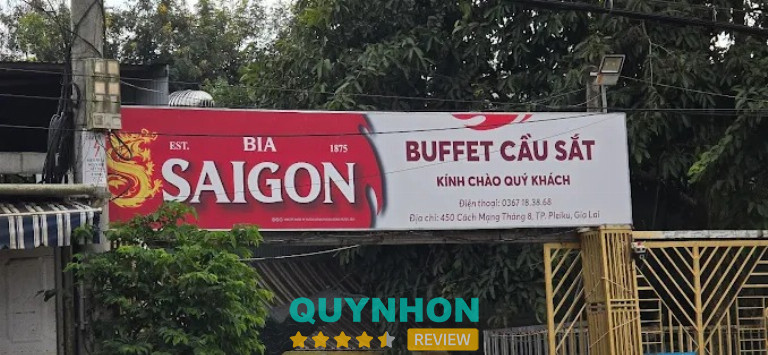 EST. BIA 1875
SAIGON
BUFFET CẦU SẮT
KÍNH CHÀO QUÝ KHÁCH
Điện thoại: 0367.18.38.68
Địa chỉ: 450 Cách Mạng Tháng 8, TP. Pleiku, Gia Lai
QUYNHON
REVIEW